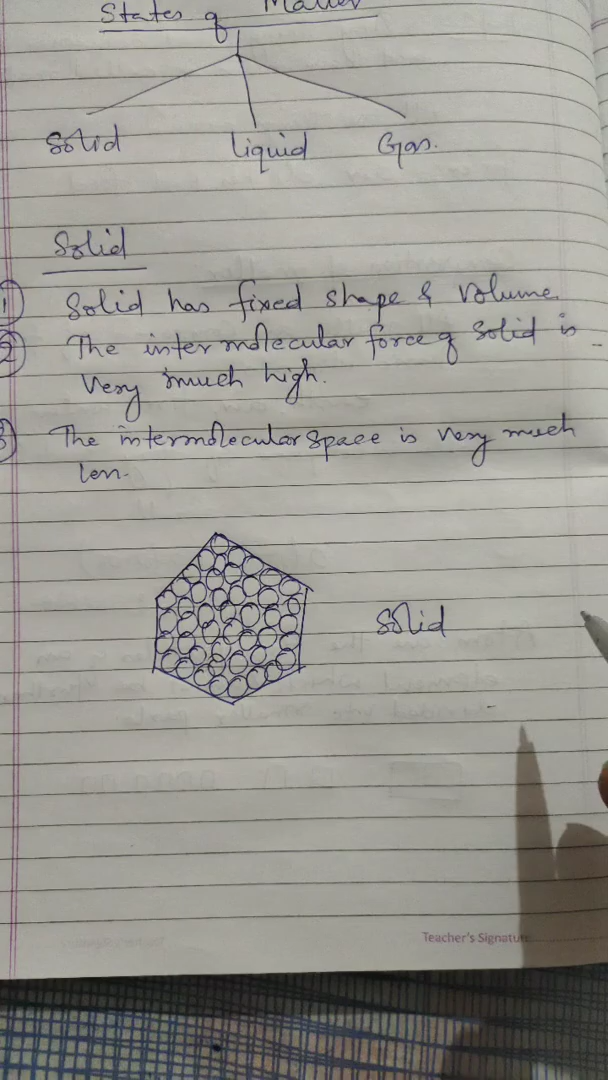 States of Matter
Solid Liquid Gas.
Solid
1 Solid has fixed shape & Volume.
2 The intermolecular force of Solid is
very much high.
3 The intermolecular space is very much
less.
Solid
Teacher's Signature